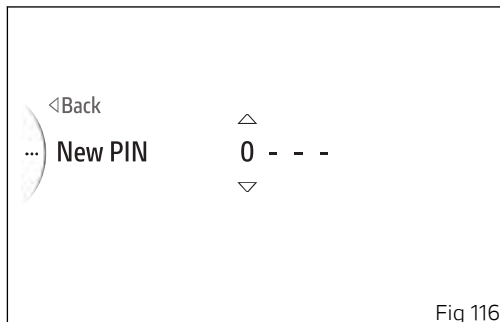 ◁Back
... New PIN 0 - - -
Fig 116